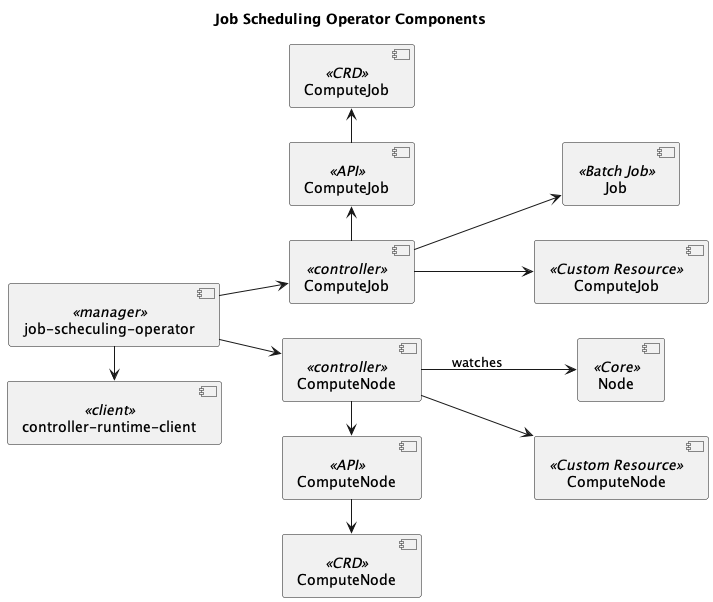 Job Scheduling Operator Components
«CRD»
ComputeJob
«API»
ComputeJob
«Batch Job»
Job
«controller»
ComputeJob
«Custom Resource»
ComputeJob
«manager»
job-scheculing-operator
«controller»
ComputeNode
watches
«Core»
Node
«client»
controller-runtime-client
«API»
ComputeNode
«Custom Resource»
ComputeNode
«CRD»
ComputeNode